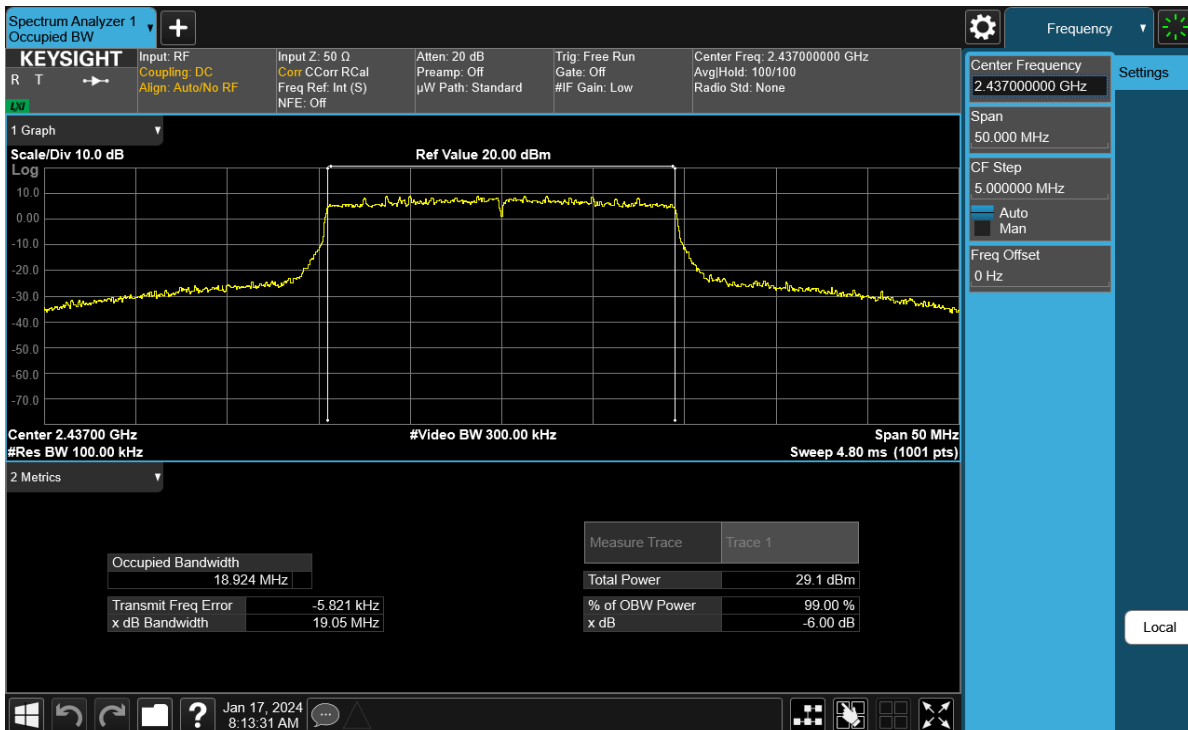 Spectrum Analyzer 1
Occupied BW
Frequency
KEYSIGHT
R T
LXI
Input: RF
Coupling: DC
Align: Auto/No RF
Input Z: 50 Ω
Corr CCorr RCal
Freq Ref: Int (S)
NFE: Off
Atten: 20 dB
Preamp: Off
µW Path: Standard
Trig: Free Run
Gate: Off
#IF Gain: Low
Center Freq: 2.437000000 GHz
Avg|Hold: 100/100
Radio Std: None
Center Frequency
2.437000000 GHz
Settings
Span
50.000 MHz
CF Step
5.000000 MHz
Auto
Man
Freq Offset
0 Hz
Local
1 Graph
Scale/Div 10.0 dB
Ref Value 20.00 dBm
Log
10.0
0.00
-10.0
-20.0
-30.0
-40.0
-50.0
-60.0
-70.0
Center 2.43700 GHz
#Video BW 300.00 kHz
Span 50 MHz
#Res BW 100.00 kHz
Sweep 4.80 ms (1001 pts)
2 Metrics
Measure Trace
Trace 1
Occupied Bandwidth
18.924 MHz
Total Power
29.1 dBm
Transmit Freq Error
-5.821 kHz
% of OBW Power
99.00 %
x dB Bandwidth
19.05 MHz
x dB
-6.00 dB
?
Jan 17, 2024
8:13:31 AM